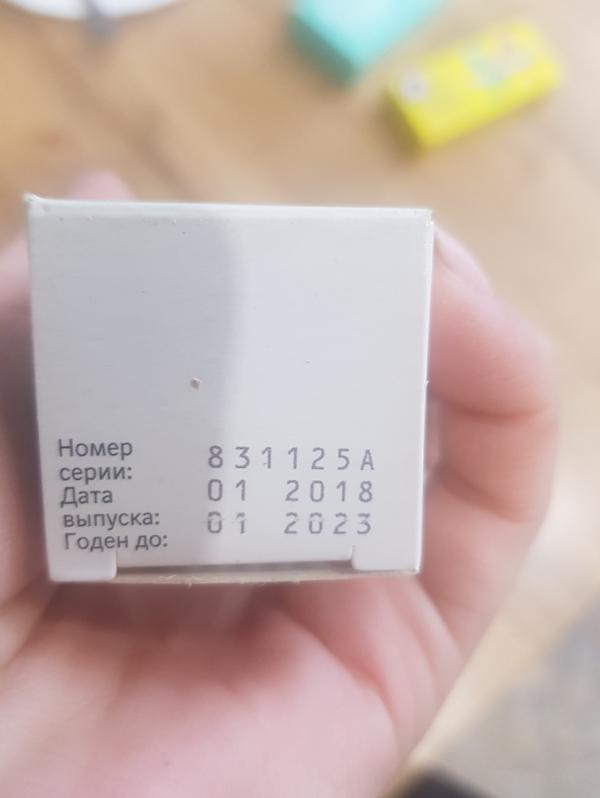 Номер
серии: 831125A
Дата 01 2018
выпуска: 01 2023
Годен до: